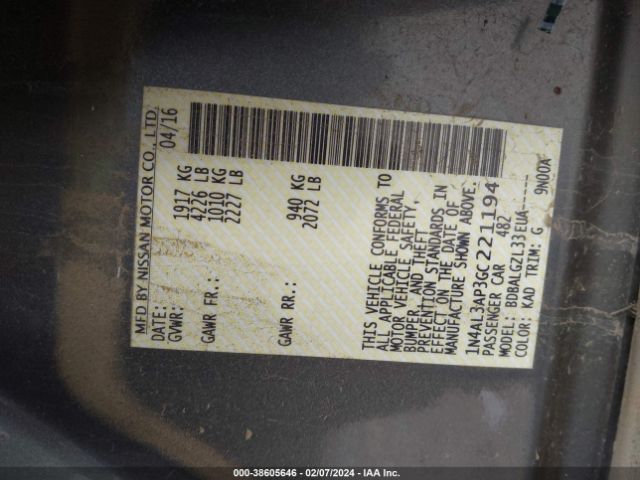 MFD BY NISSAN MOTOR CO., LTD.
DATE: 04/16
GVWR: 1917 KG
4226 LB
GAWR FR.: 1010 KG
2227 LB
GAWR RR.: 940 KG
2072 LB
THIS VEHICLE CONFORMS TO
ALL APPLICABLE FEDERAL
MOTOR VEHICLE SAFETY,
BUMPER, AND THEFT
PREVENTION STANDARDS IN
EFFECT ON THE DATE OF
MANUFACTURE SHOWN ABOVE.
1N4AL3AP3GC221194
PASSENGER CAR 482
MODEL: BDBALGZL33EUA-----
COLOR: KAD TRIM: G 9N00A
000-38605646 - 02/07/2024 - IAA Inc.